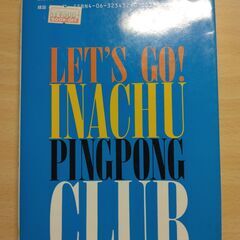 LET'S GO!
INACHU
PINGPONG
CLUB